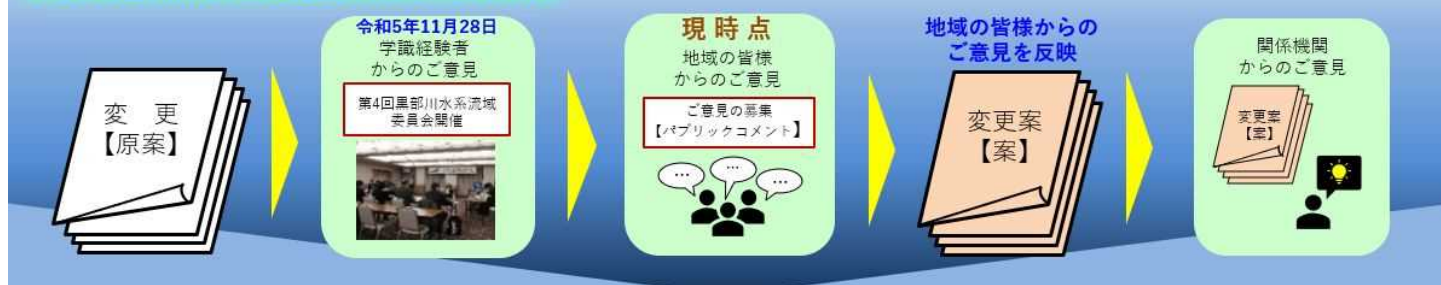 変　更
【原案】
令和5年11月28日
学識経験者
からのご意見
第4回黒部川水系流域
委員会開催
現 時 点
地域の皆様
からのご意見
ご意見の募集
【パブリックコメント】
…
…
…
地域の皆様からの
ご意見を反映
変更案
【案】
関係機関
からのご意見
変更案
【案】